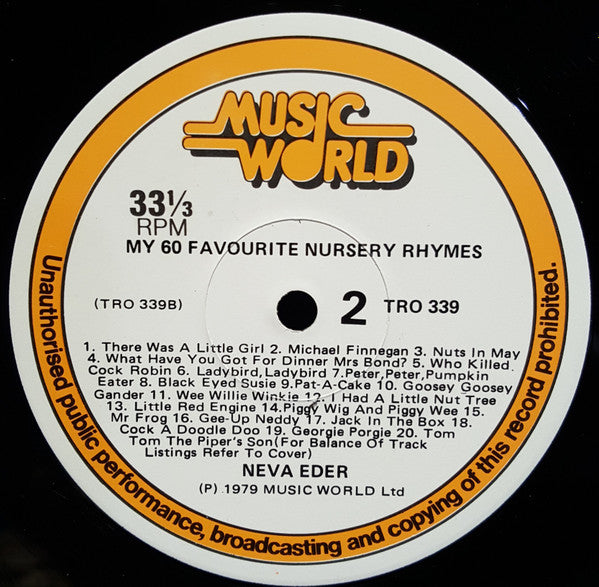 MUSIC
WORLD
33⅓
RPM
MY 60 FAVOURITE NURSERY RHYMES
(TRO 339B)
2 TRO 339
1. There Was A Little Girl 2. Michael Finnegan 3. Nuts In May
4. What Have You Got For Dinner Mrs Bond? 5. Who Killed
Cock Robin 6. Ladybird,Ladybird 7.Peter,Peter,Pumpkin
Eater 8. Black Eyed Susie 9.Pat-A-Cake 10. Goosey Goosey
Gander 11. Wee Willie Winkie 12. I Had A Little Nut Tree
13. Little Red Engine 14.Piggy Wig And Piggy Wee 15.
Mr Frog 16. Gee-Up Neddy 17. Jack In The Box 18.
Cock A Doodle Doo 19. Georgie Porgie 20. Tom
Tom The Piper's Son(For Balance Of Track
Listings Refer To Cover)
NEVA EDER
(P) 1979 MUSIC WORLD Ltd
Unauthorised public performance, broadcasting and copying of this record prohibited.